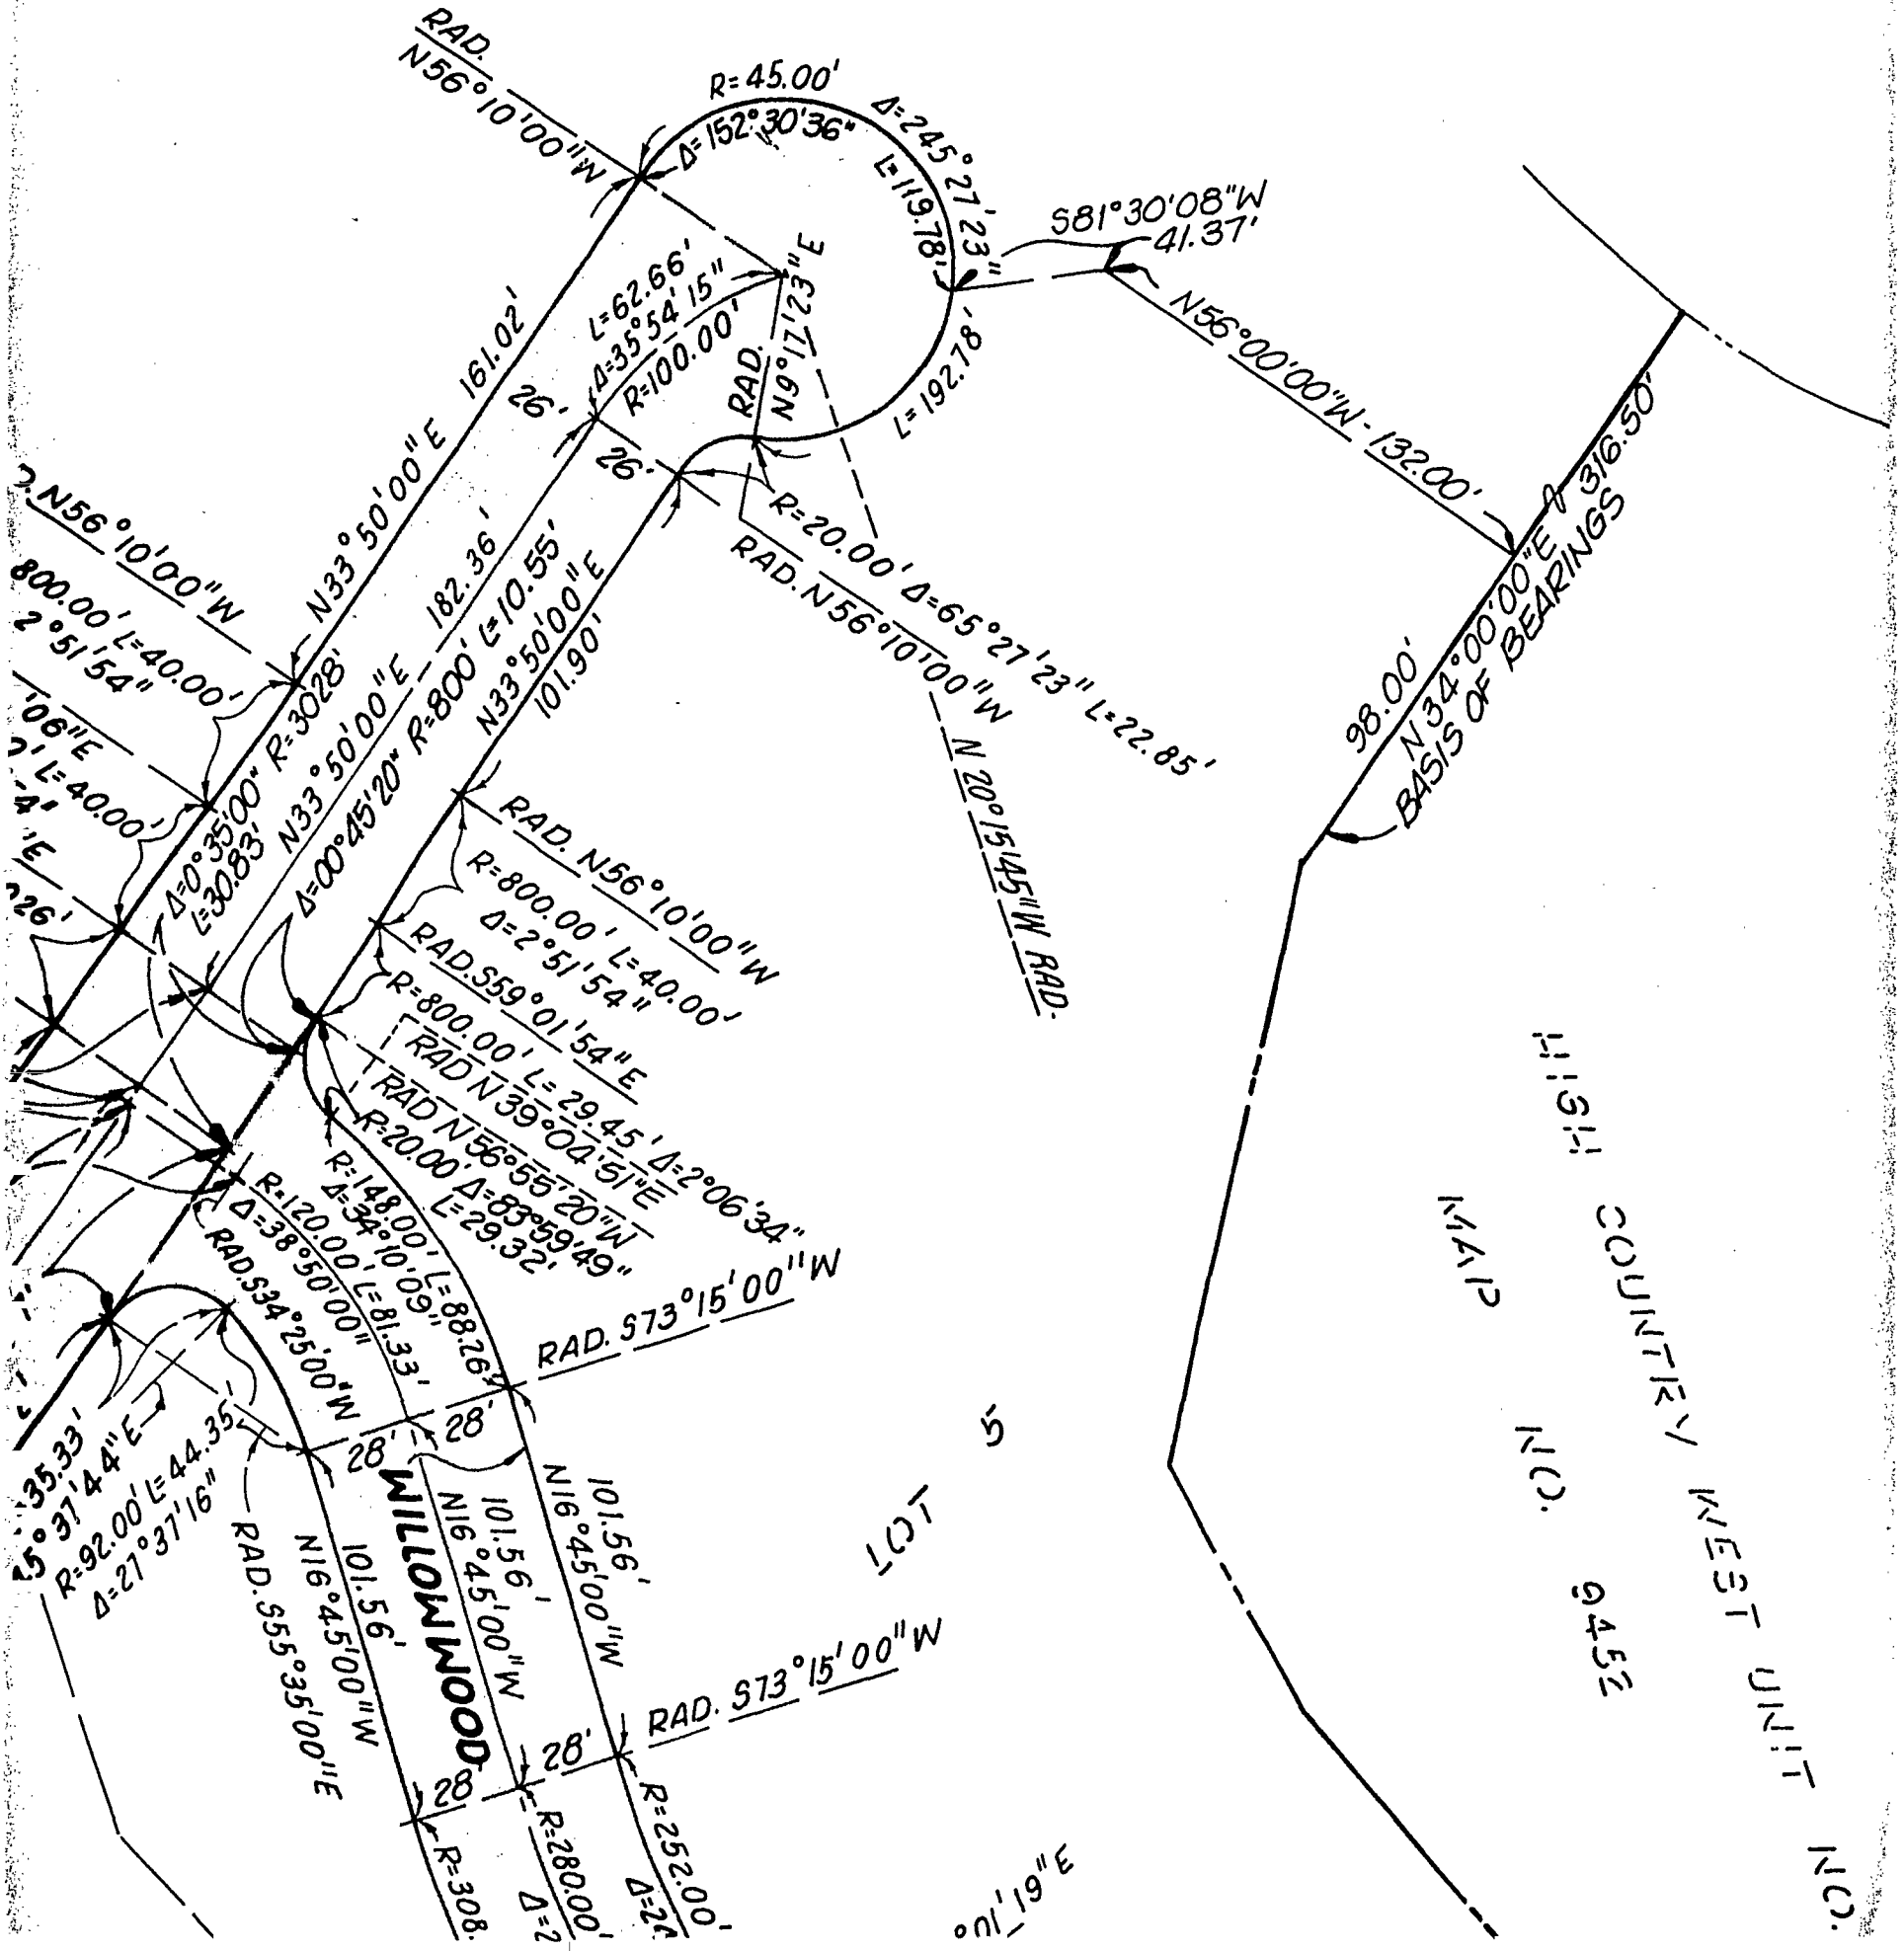 RAD.
N56°10'00"W
R=45.00'
Δ=152°30'36"
L=119.78'
Δ=245°27'23"
L=192.78'
S81°30'08"W
41.37'
N56°00'00"W-132.00'
316.50'
N34°00'00"E
BASIS OF BEARINGS
98.00'
L=62.66'
Δ=35°54'15"
R=100.00'
RAD.
N9°17'23"E
N33°50'00"E 161.02'
26'
26'
R=20.00' Δ=65°27'23" L=22.85'
RAD. N56°10'00"W
N20°15'45"W RAD.
N56°10'00"W
800.00' L=40.00'
2°51'54"
'06"E
L=40.00'
26'
Δ=0°35'00" R=3028'
L=30.83'
N33°50'00"E 182.36'
Δ=00°45'20" R=800' L=10.55'
N33°50'00"E
101.90'
RAD. N56°10'00"W
R=800.00' L=40.00'
Δ=2°51'54"
RAD. S59°01'54"E
R=800.00' L=29.45' Δ=2°06'34"
RAD N39°04'51"E
RAD N56°55'20"W
R=20.00' Δ=83°59'49"
L=29.32'
R=148.00' L=88.26'
Δ=34°10'09"
R=120.00' L=81.33'
Δ=38°50'00"
RAD. S34°25'00"W
RAD. S73°15'00"W
28'
28'
35.33'
5°37'44"E
R=92.00' L=44.35'
Δ=27°37'16"
RAD. S55°35'00"E
101.56'
N16°45'00"W
WILLOWWOOD
101.56'
N16°45'00"W
101.56'
N16°45'00"W
RAD. S73°15'00"W
28'
28'
R=308.
R=280.00'
Δ=2
R=252.00'
LOT 5
HIGH COUNTRY WEST UNIT NO.
MAP NO. 9452